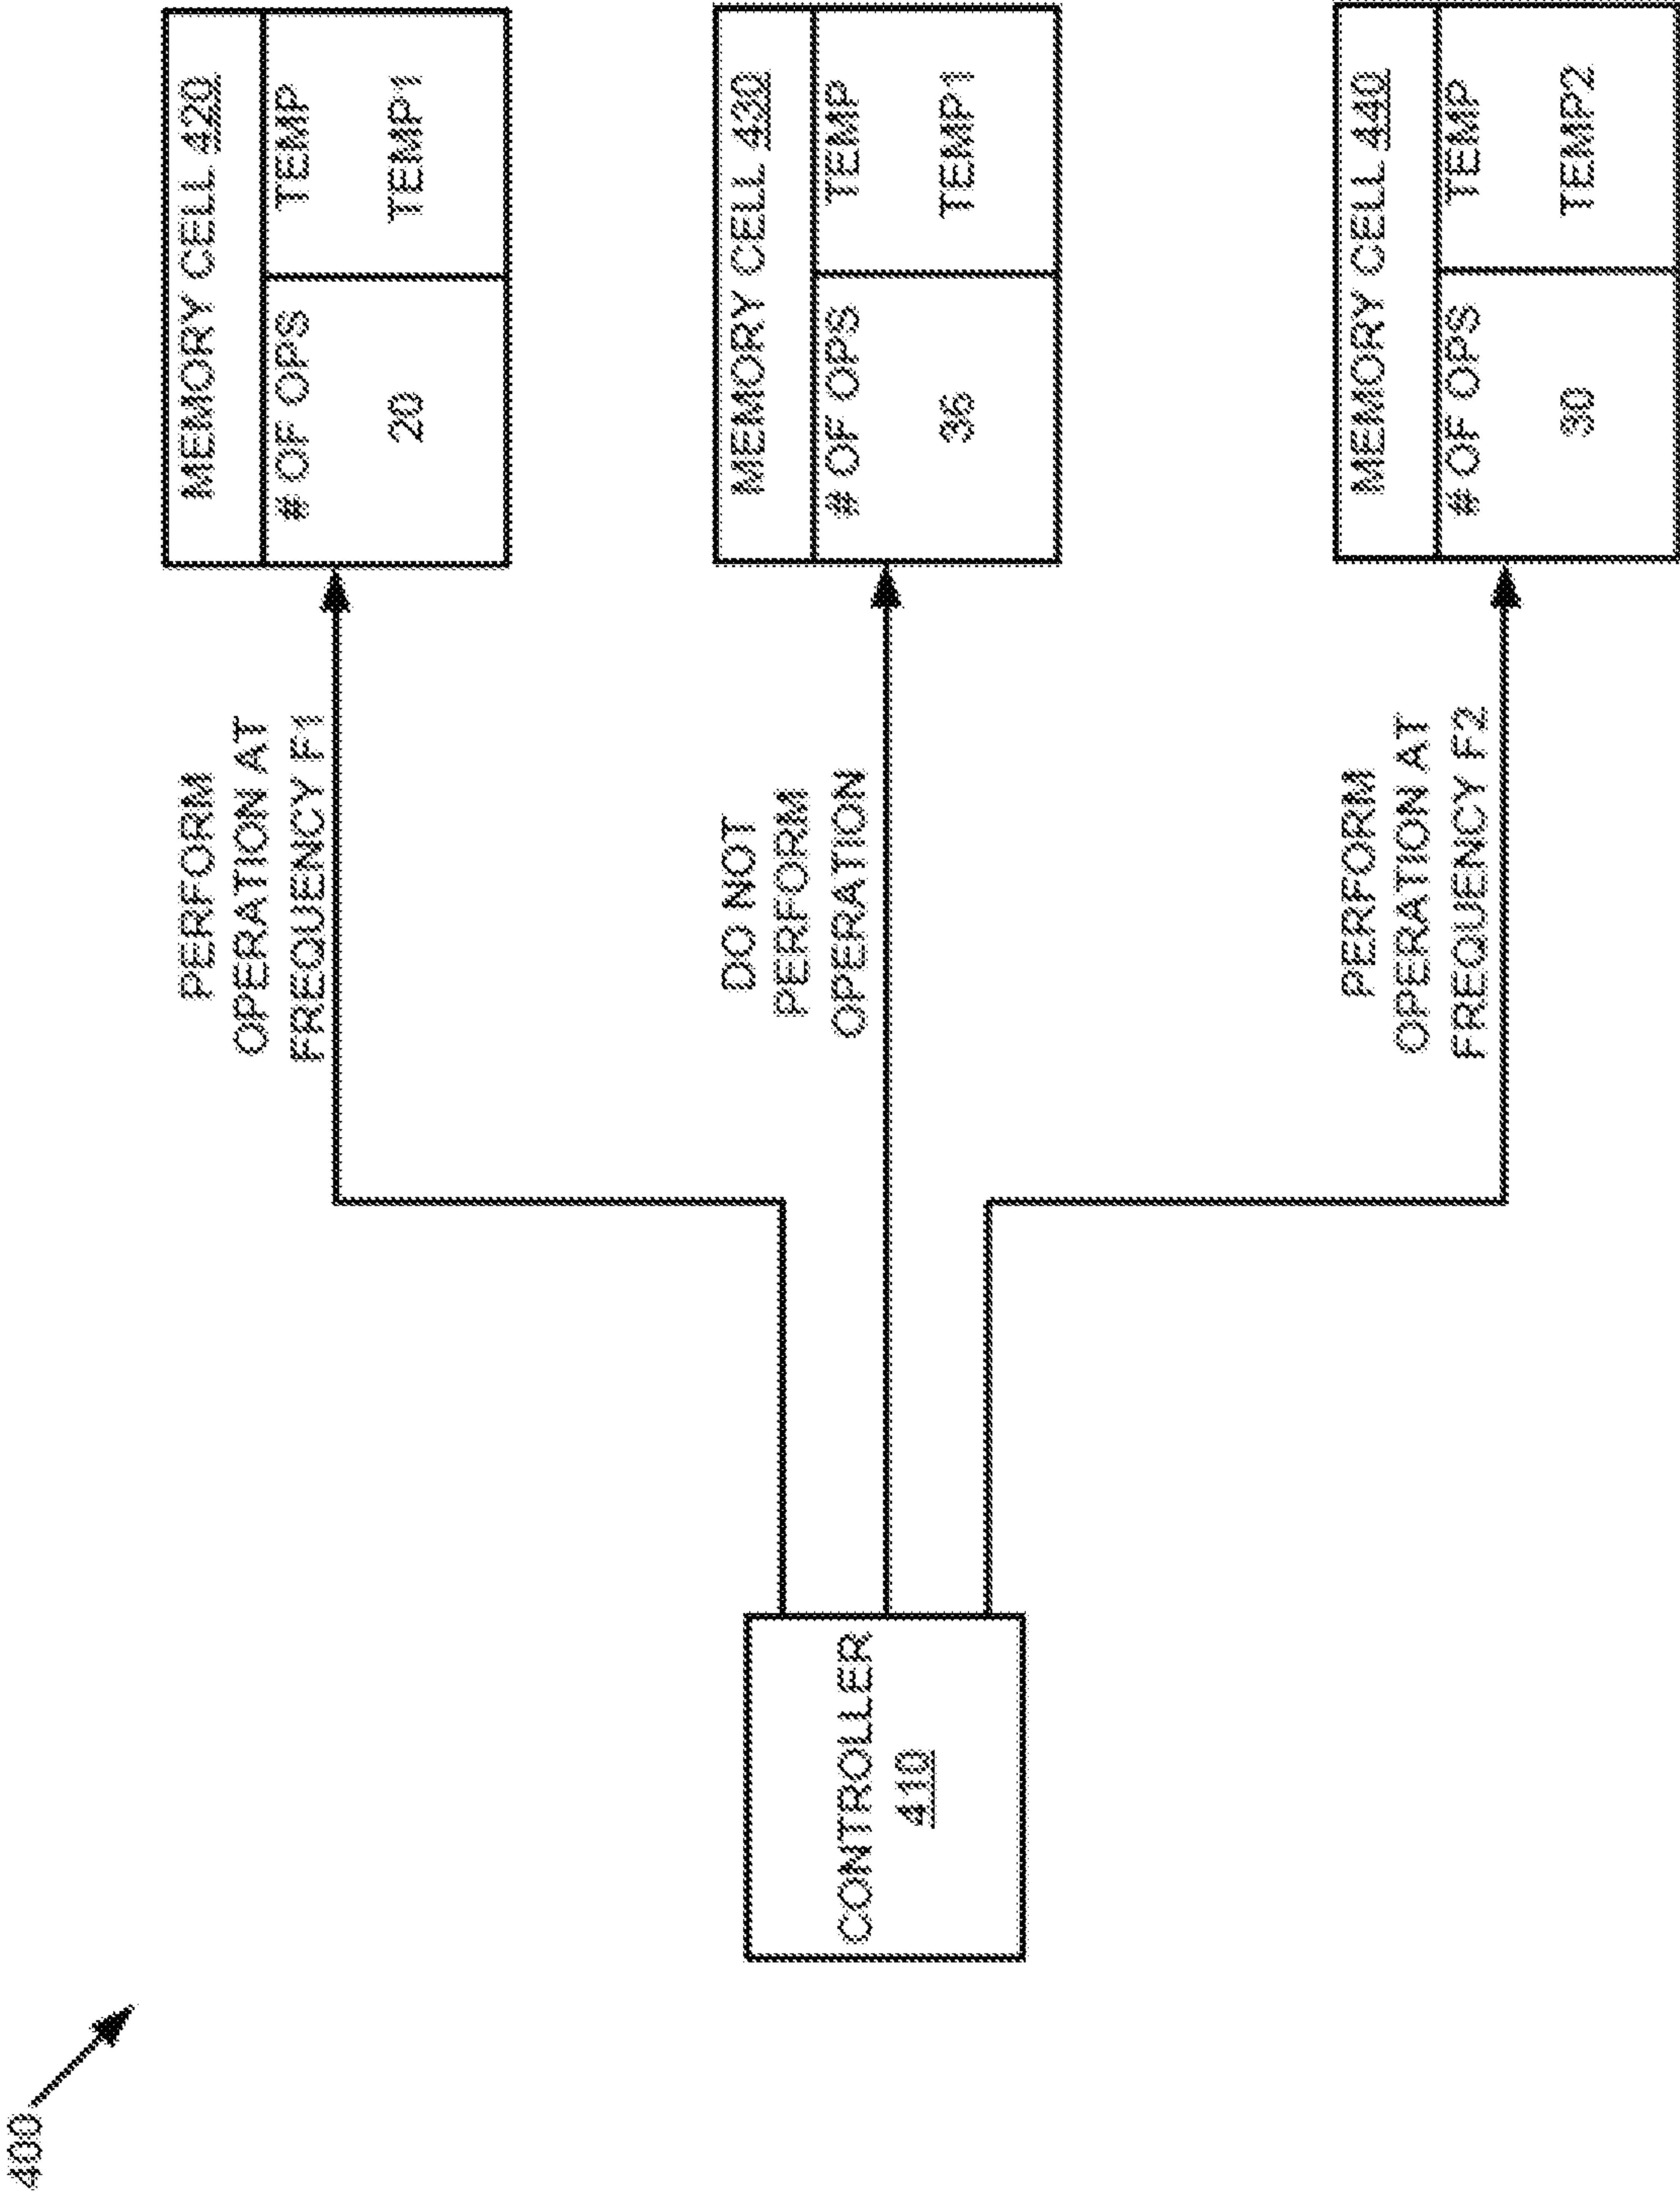 400
PERFORM
OPERATION AT
FREQUENCY F1
MEMORY CELL 420
# OF OPS
TEMP
20
TEMP1
CONTROLLER
410
DO NOT
PERFORM
OPERATION
MEMORY CELL 430
# OF OPS
TEMP
35
TEMP1
PERFORM
OPERATION AT
FREQUENCY F2
MEMORY CELL 440
# OF OPS
TEMP
30
TEMP2